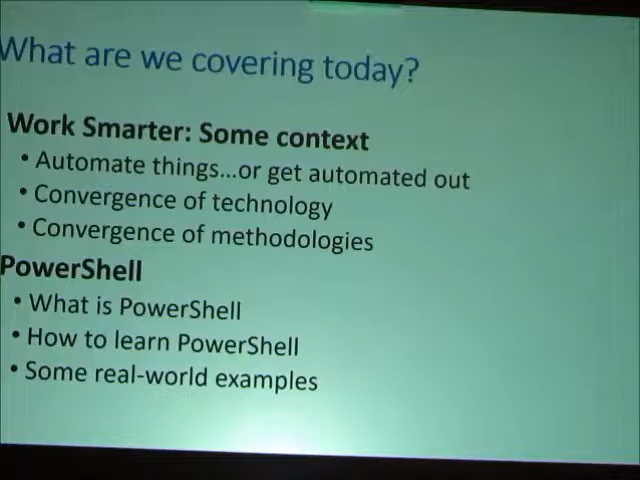 What are we covering today?
Work Smarter: Some context
• Automate things...or get automated out
• Convergence of technology
• Convergence of methodologies
PowerShell
• What is PowerShell
• How to learn PowerShell
• Some real-world examples